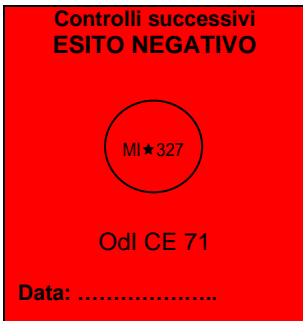 Controlli successivi
ESITO NEGATIVO
MI★327
OdI CE 71
Data: ………………..